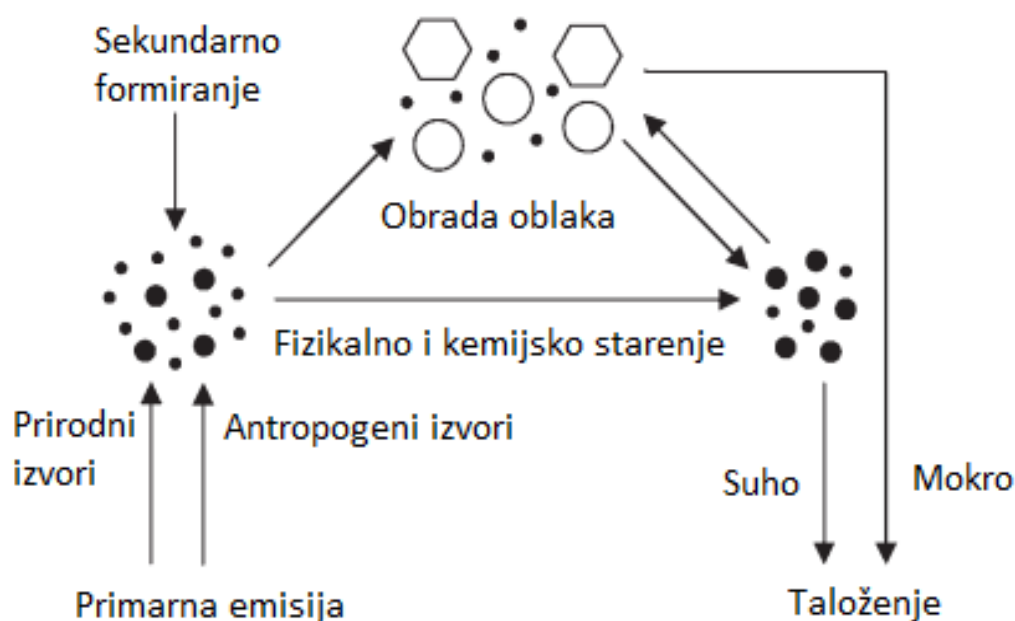 Sekundarno
formiranje
Obrada oblaka
Fizikalno i kemijsko starenje
Prirodni
izvori
Antropogeni izvori
Suho
Mokro
Primarna emisija
Taloženje